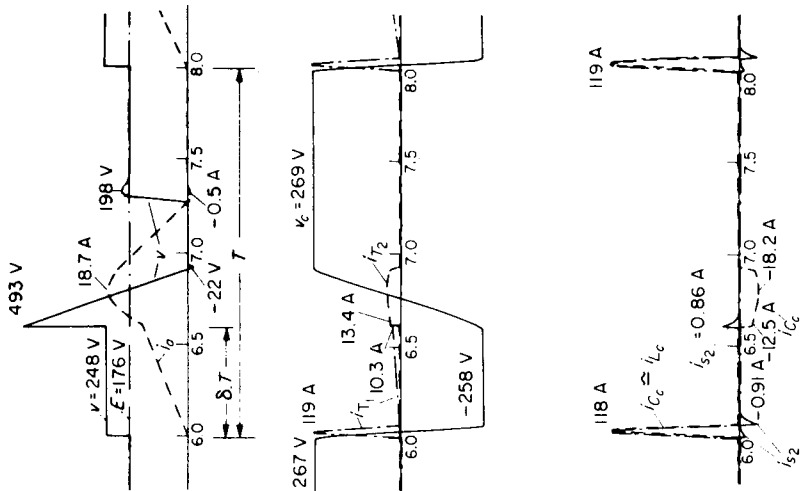 493 V
v = 248 V
E = 176 V
18.7 A
v
198 V
i_o
-22 V
-0.5 A
6.0
6.5
7.0
7.5
8.0
δT
T
267 V
119 A
i_T1
10.3 A
13.4 A
i_T2
v_c = 269 V
-258 V
6.0
6.5
7.0
7.5
8.0
118 A
i_Cc ≃ i_Lc
i_s2 = 0.86 A
119 A
6.0
6.5
7.0
7.5
8.0
i_s2
-0.91 A
-12.5 A
-18.2 A
i_Cc